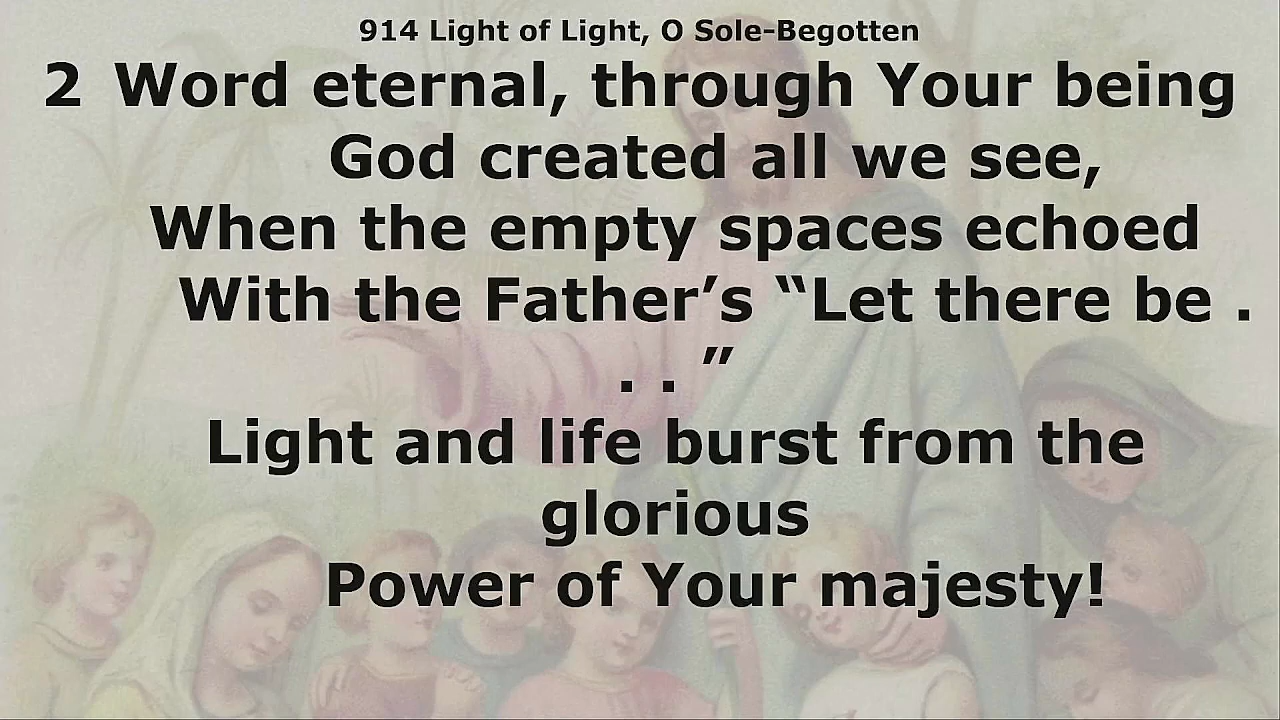 914 Light of Light, O Sole-Begotten
2 Word eternal, through Your being
God created all we see,
When the empty spaces echoed
With the Father’s “Let there be .
. . ”
Light and life burst from the
glorious
Power of Your majesty!